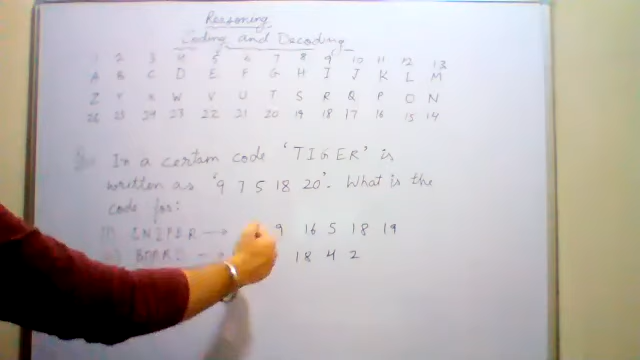 Reasoning
Coding and Decoding
1 2 3 4 5 6 7 8 9 10 11 12 13
A B C D E F G H I J K L M
Z Y X W V U T S R Q P O N
26 25 24 23 22 21 20 19 18 17 16 15 14
In a certain code 'TIGER' is
written as '9 7 5 18 20'. What is the
code for:
(i) SNIPER → 9 16 5 18 19
BOARD → 18 4 2